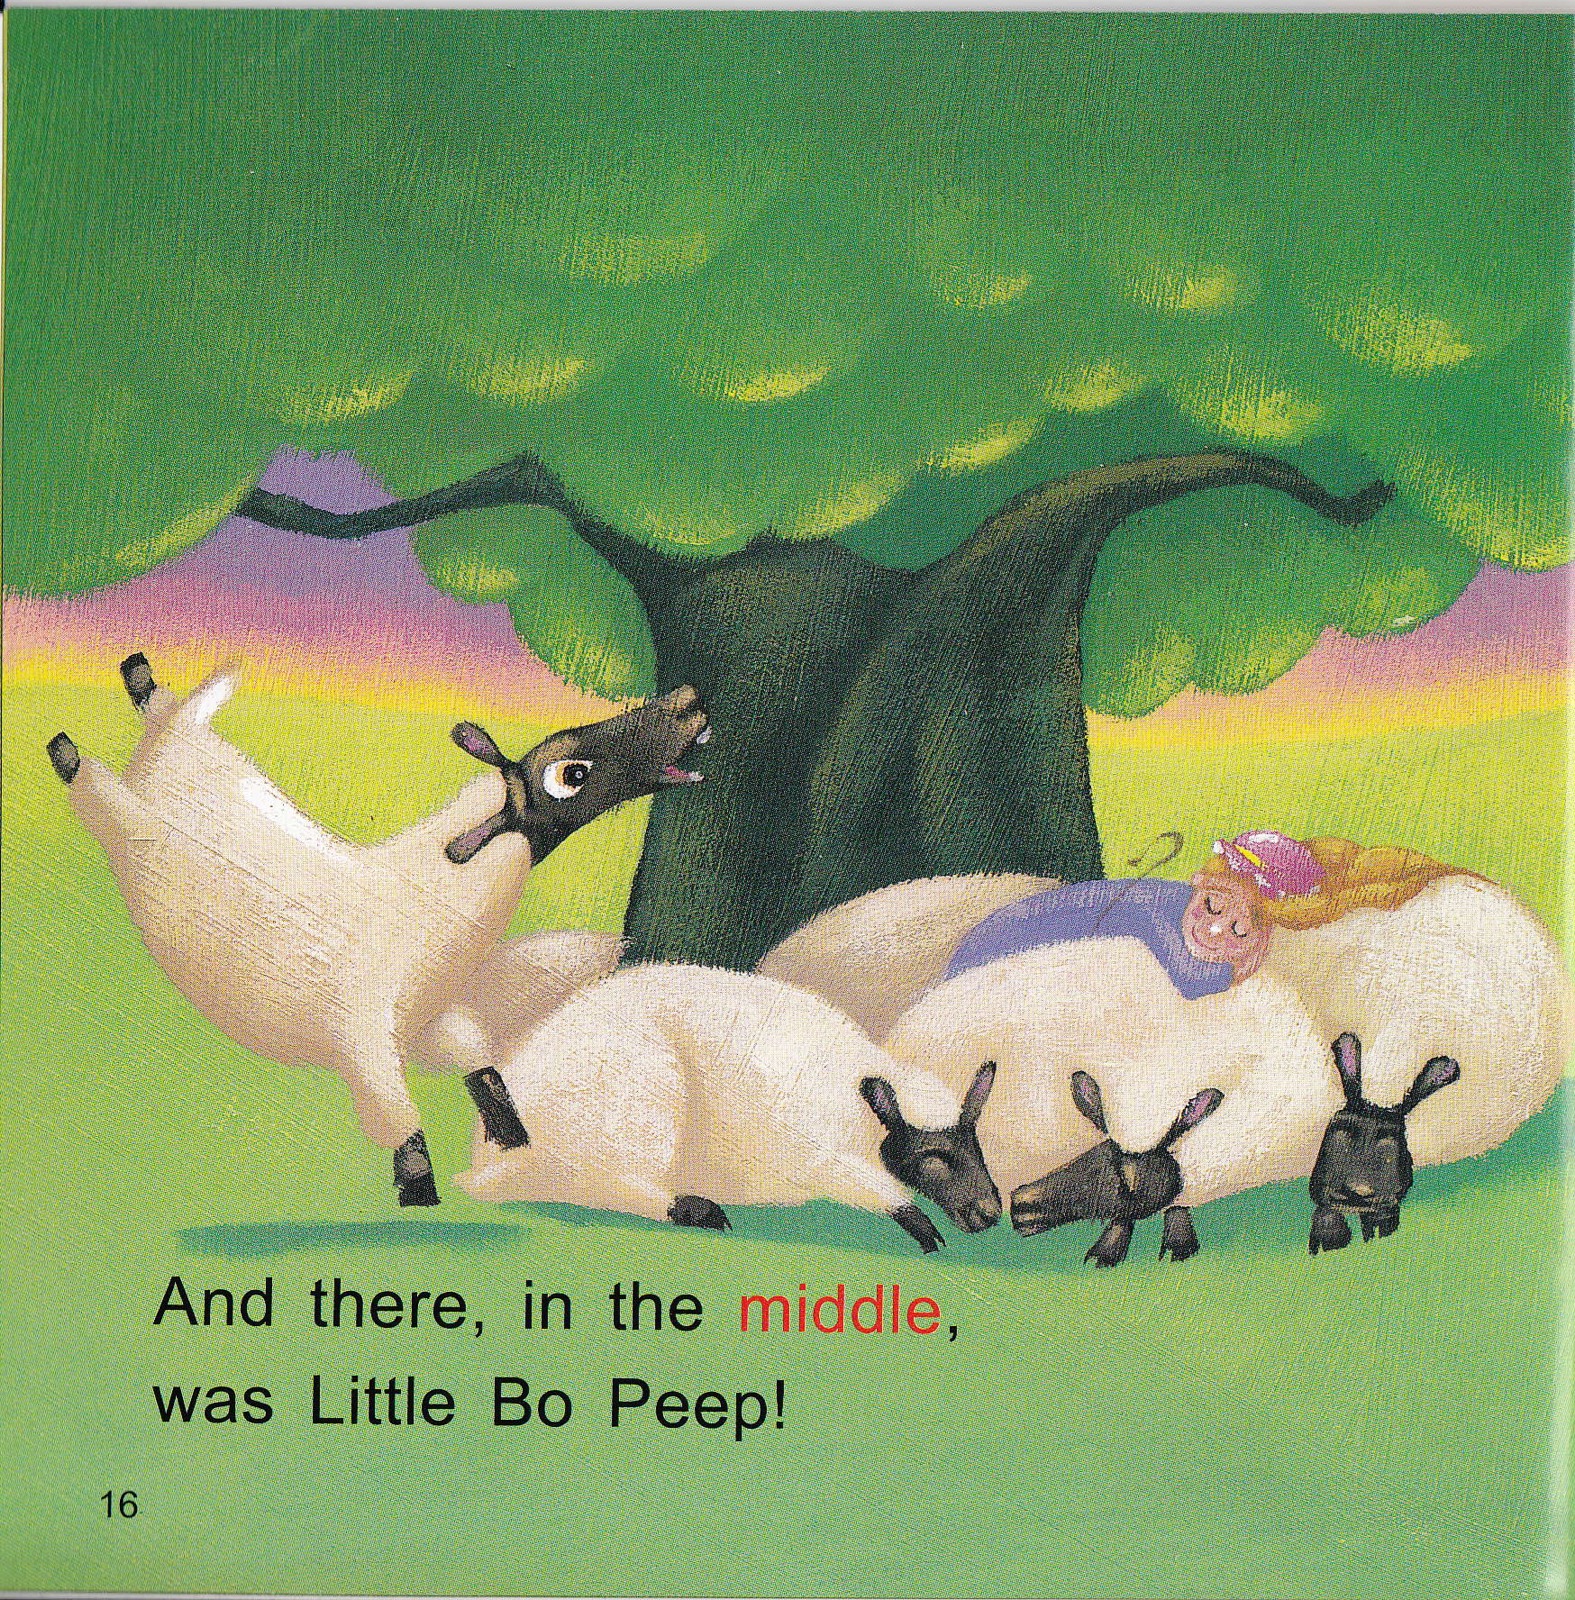 And there, in the middle,
was Little Bo Peep!
16